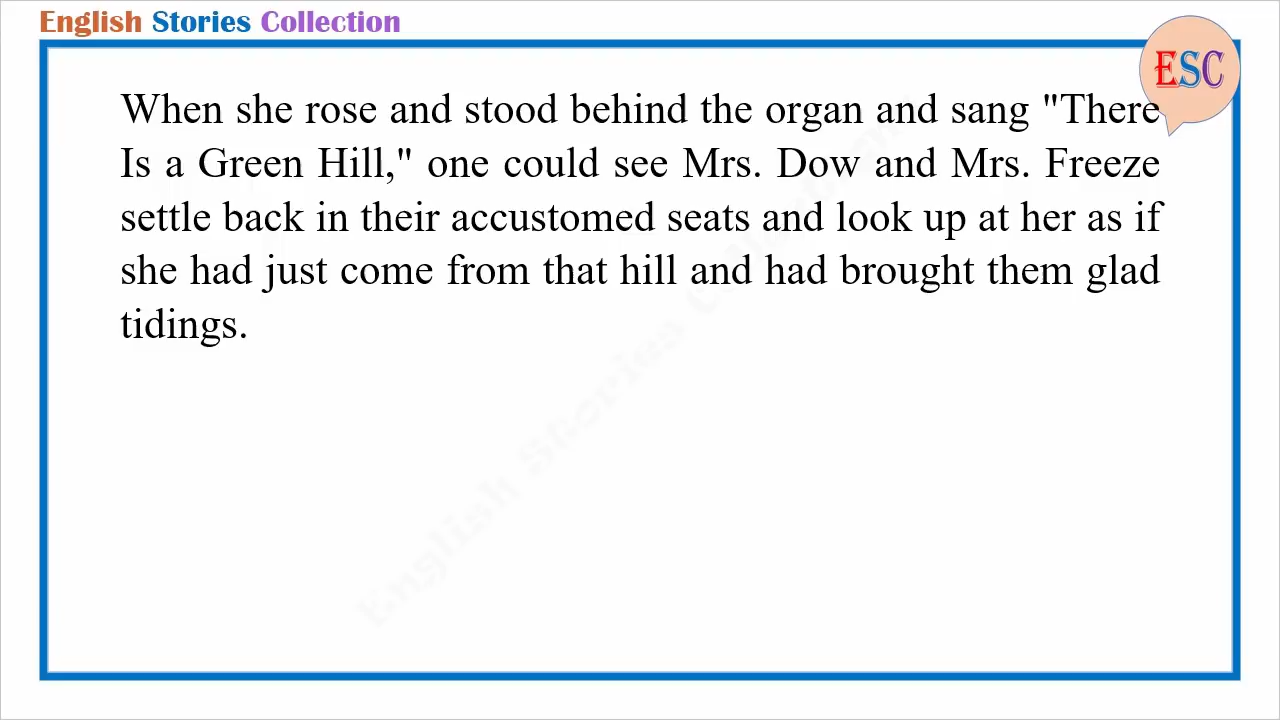 English Stories Collection
ESC
When she rose and stood behind the organ and sang "There
Is a Green Hill," one could see Mrs. Dow and Mrs. Freeze
settle back in their accustomed seats and look up at her as if
she had just come from that hill and had brought them glad
tidings.
English Stories